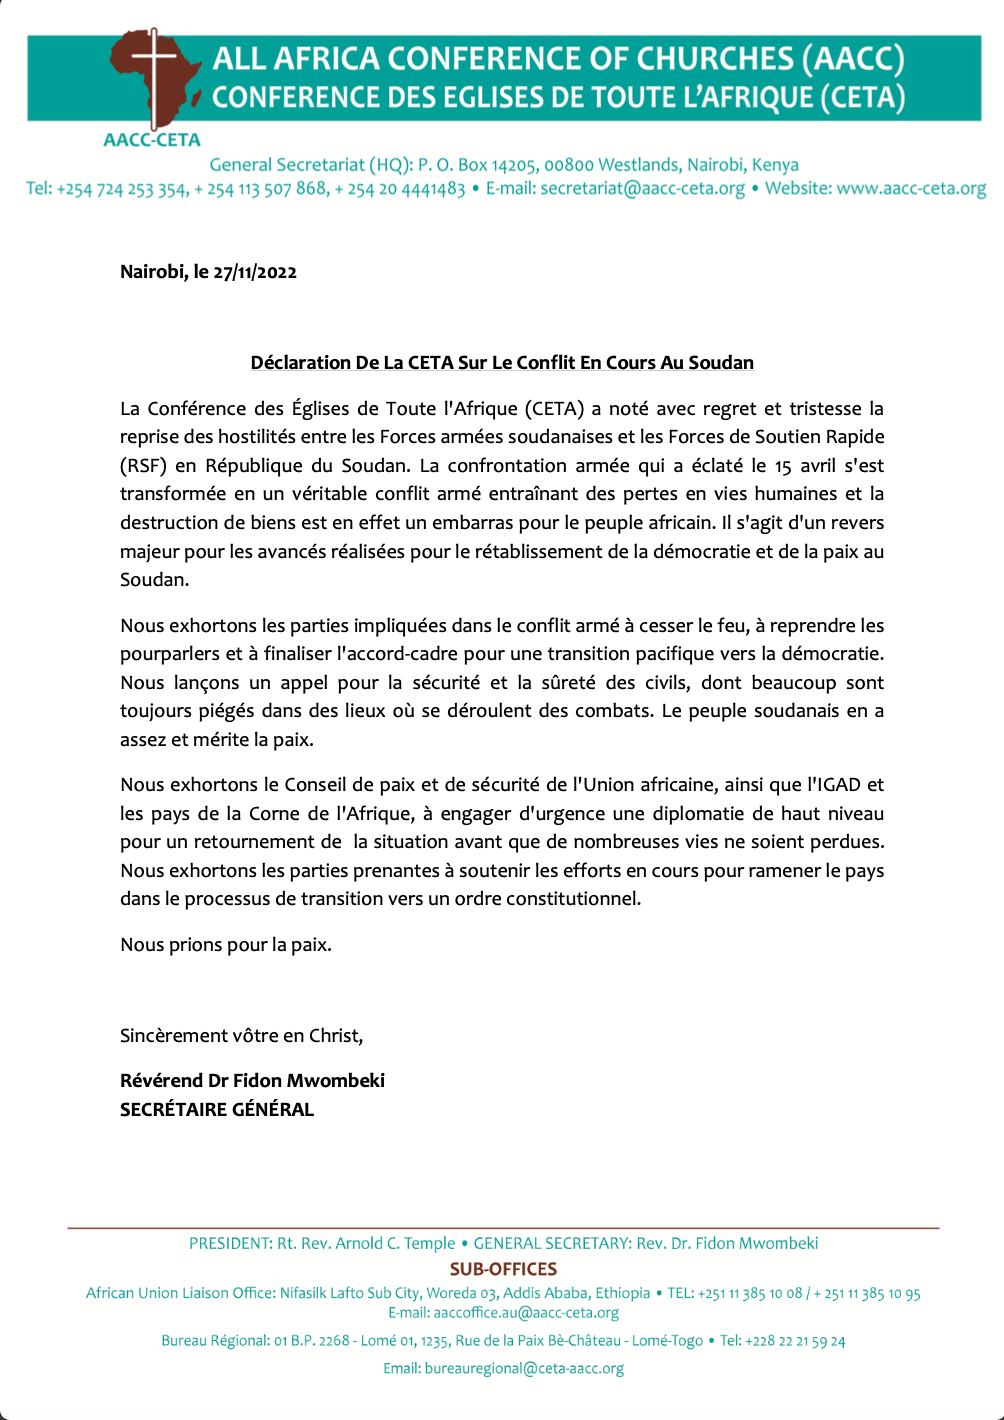 ALL AFRICA CONFERENCE OF CHURCHES (AACC)
CONFERENCE DES EGLISES DE TOUTE L'AFRIQUE (CETA)
AACC-CETA
General Secretariat (HQ): P. O. Box 14205, 00800 Westlands, Nairobi, Kenya
Tel: +254 724 253 354, + 254 113 507 868, + 254 20 4441483 • E-mail: secretariat@aacc-ceta.org • Website: www.aacc-ceta.org
Nairobi, le 27/11/2022
Déclaration De La CETA Sur Le Conflit En Cours Au Soudan
La Conférence des Églises de Toute l'Afrique (CETA) a noté avec regret et tristesse la
reprise des hostilités entre les Forces armées soudanaises et les Forces de Soutien Rapide
(RSF) en République du Soudan. La confrontation armée qui a éclaté le 15 avril s'est
transformée en un véritable conflit armé entraînant des pertes en vies humaines et la
destruction de biens est en effet un embarras pour le peuple africain. Il s'agit d'un revers
majeur pour les avancés réalisées pour le rétablissement de la démocratie et de la paix au
Soudan.
Nous exhortons les parties impliquées dans le conflit armé à cesser le feu, à reprendre les
pourparlers et à finaliser l'accord-cadre pour une transition pacifique vers la démocratie.
Nous lançons un appel pour la sécurité et la sûreté des civils, dont beaucoup sont
toujours piégés dans des lieux où se déroulent des combats. Le peuple soudanais en a
assez et mérite la paix.
Nous exhortons le Conseil de paix et de sécurité de l'Union africaine, ainsi que l'IGAD et
les pays de la Corne de l'Afrique, à engager d'urgence une diplomatie de haut niveau
pour un retournement de  la situation avant que de nombreuses vies ne soient perdues.
Nous exhortons les parties prenantes à soutenir les efforts en cours pour ramener le pays
dans le processus de transition vers un ordre constitutionnel.
Nous prions pour la paix.
Sincèrement vôtre en Christ,
Révérend Dr Fidon Mwombeki
SECRÉTAIRE GÉNÉRAL
PRESIDENT: Rt. Rev. Arnold C. Temple • GENERAL SECRETARY: Rev. Dr. Fidon Mwombeki
SUB-OFFICES
African Union Liaison Office: Nifasilk Lafto Sub City, Woreda 03, Addis Ababa, Ethiopia • TEL: +251 11 385 10 08 / + 251 11 385 10 95
E-mail: aaccoffice.au@aacc-ceta.org
Bureau Régional: 01 B.P. 2268 - Lomé 01, 1235, Rue de la Paix Bè-Château - Lomé-Togo • Tel: +228 22 21 59 24
Email: bureauregional@ceta-aacc.org